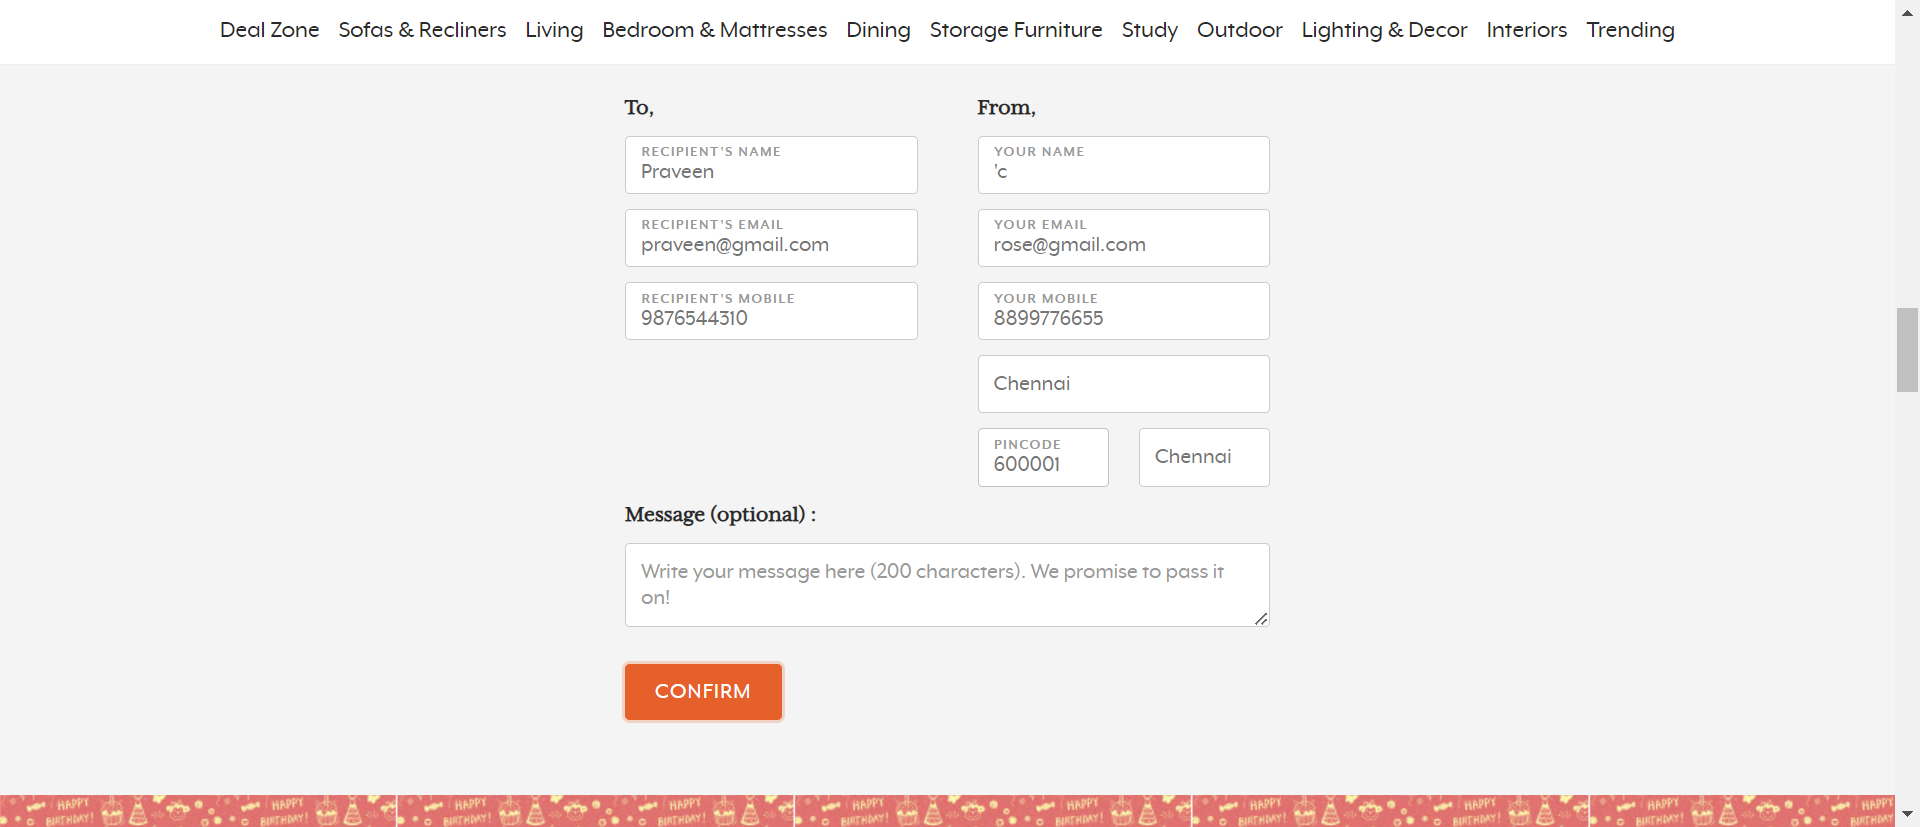 Deal Zone Sofas & Recliners Living Bedroom & Mattresses Dining Storage Furniture Study Outdoor Lighting & Decor Interiors Trending
To,
RECIPIENT'S NAME
Praveen
RECIPIENT'S EMAIL
praveen@gmail.com
RECIPIENT'S MOBILE
9876544310
From,
YOUR NAME
'c
YOUR EMAIL
rose@gmail.com
YOUR MOBILE
8899776655
Chennai
PINCODE
600001
Chennai
Message (optional) :
Write your message here (200 characters). We promise to pass it
on!
CONFIRM
HAPPY HAPPY HAPPY HAPPY HAPPY HAPPY HAPPY HAPPY HAPPY
BIRTHDAY! BIRTHDAY! BIRTHDAY! BIRTHDAY! BIRTHDAY! BIRTHDAY! BIRTHDAY! BIRTHDAY! BIRTHDAY!